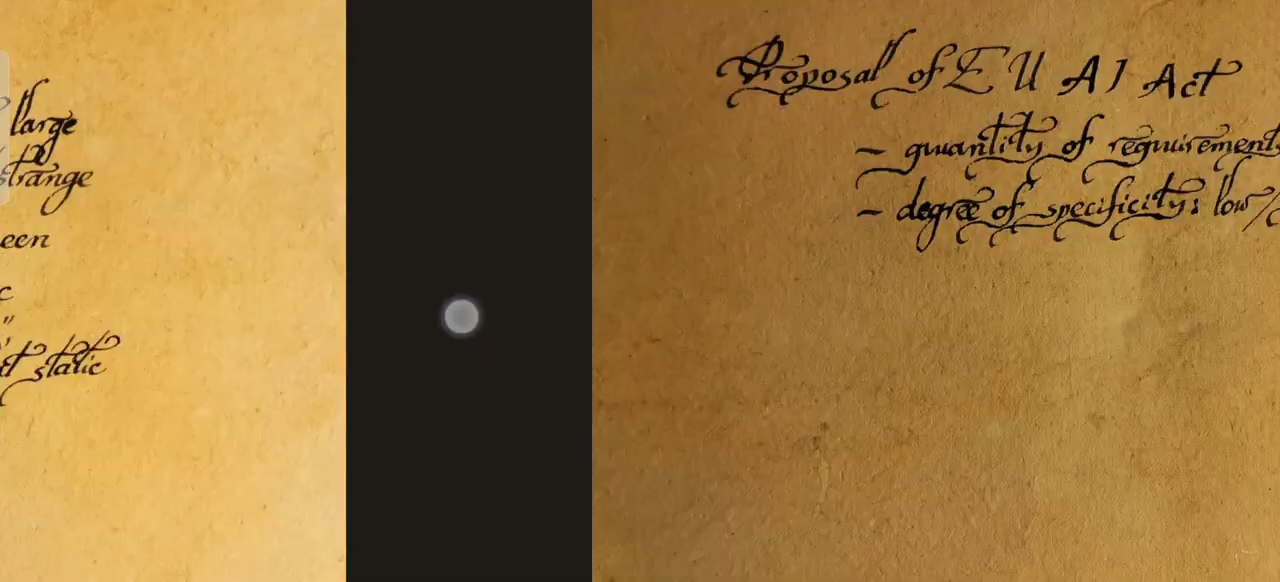 large
strange
een
c
"
t static
Proposal of EU AI Act
- quantity of requirements
- degree of specificity: low/